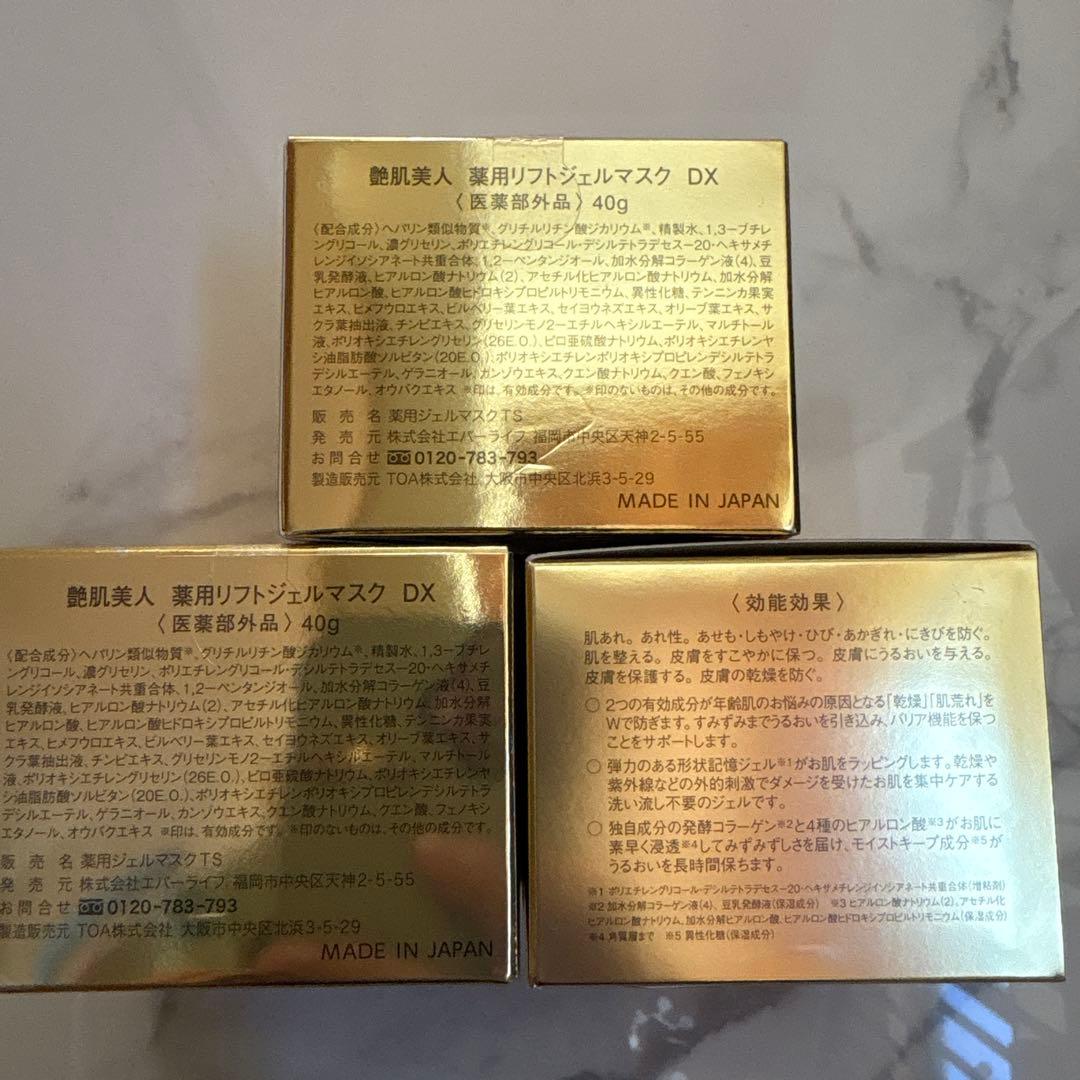 艶肌美人 薬用リフトジェルマスク DX
〈医薬部外品〉40g
《配合成分》ヘパリン類似物質※、グリチルリチン酸ジカリウム※、精製水、1,3-ブチレ
ングリコール、濃グリセリン、ポリエチレングリコール・デシルテトラデセス-20・ヘキサメチ
レンジイソシアネート共重合体、1,2-ペンタンジオール、加水分解コラーゲン液(4)、豆
乳発酵液、ヒアルロン酸ナトリウム(2)、アセチル化ヒアルロン酸ナトリウム、加水分解
ヒアルロン酸、ヒアルロン酸ヒドロキシプロピルトリモニウム、異性化糖、テンニンカ果実
エキス、ヒメフウロエキス、ビルベリー葉エキス、セイヨウネズエキス、オリーブ葉エキス、サ
クラ葉抽出液、チンピエキス、グリセリンモノ2-エチルヘキシルエーテル、マルチトール
液、ポリオキシエチレングリセリン(26E.O.)、ピロ亜硫酸ナトリウム、ポリオキシエチレンヤ
シ油脂肪酸ソルビタン(20E.O.)、ポリオキシエチレンポリオキシプロピレンデシルテトラ
デシルエーテル、ゲラニオール、カンゾウエキス、クエン酸ナトリウム、クエン酸、フェノキシ
エタノール、オウバクエキス ※印は、有効成分です。※印のないものは、その他の成分です。
販売名 薬用ジェルマスクTS
発売元 株式会社エバーライフ 福岡市中央区天神2-5-55
お問合せ 0120-783-793
製造販売元 TOA株式会社 大阪市中央区北浜3-5-29
MADE IN JAPAN
艶肌美人 薬用リフトジェルマスク DX
〈医薬部外品〉40g
《配合成分》ヘパリン類似物質※、グリチルリチン酸ジカリウム※、精製水、1,3-ブチレ
ングリコール、濃グリセリン、ポリエチレングリコール・デシルテトラデセス-20・ヘキサメチ
レンジイソシアネート共重合体、1,2-ペンタンジオール、加水分解コラーゲン液(4)、豆
乳発酵液、ヒアルロン酸ナトリウム(2)、アセチル化ヒアルロン酸ナトリウム、加水分解
ヒアルロン酸、ヒアルロン酸ヒドロキシプロピルトリモニウム、異性化糖、テンニンカ果実
エキス、ヒメフウロエキス、ビルベリー葉エキス、セイヨウネズエキス、オリーブ葉エキス、サ
クラ葉抽出液、チンピエキス、グリセリンモノ2-エチルヘキシルエーテル、マルチトール
液、ポリオキシエチレングリセリン(26E.O.)、ピロ亜硫酸ナトリウム、ポリオキシエチレンヤ
シ油脂肪酸ソルビタン(20E.O.)、ポリオキシエチレンポリオキシプロピレンデシルテトラ
デシルエーテル、ゲラニオール、カンゾウエキス、クエン酸ナトリウム、クエン酸、フェノキシ
エタノール、オウバクエキス ※印は、有効成分です。※印のないものは、その他の成分です。
販売名 薬用ジェルマスクTS
発売元 株式会社エバーライフ 福岡市中央区天神2-5-55
お問合せ 0120-783-793
製造販売元 TOA株式会社 大阪市中央区北浜3-5-29
MADE IN JAPAN
〈効能効果〉
肌あれ。あれ性。あせも・しもやけ・ひび・あかぎれ・にきびを防ぐ。
肌を整える。皮膚をすこやかに保つ。皮膚にうるおいを与える。
皮膚を保護する。皮膚の乾燥を防ぐ。
○ 2つの有効成分が年齢肌のお悩みの原因となる「乾燥」「肌荒れ」を
Wで防ぎます。すみずみまでうるおいを引き込み、バリア機能を保つ
ことをサポートします。
○ 弾力のある形状記憶ジェル※1がお肌をラッピングします。乾燥や
紫外線などの外的刺激でダメージを受けたお肌を集中ケアする
洗い流し不要のジェルです。
○ 独自成分の発酵コラーゲン※2と4種のヒアルロン酸※3がお肌に
素早く浸透※4してみずみずしさを届け、モイストキープ成分※5が
うるおいを長時間保ちます。
※1 ポリエチレングリコール・デシルテトラデセス-20・ヘキサメチレンジイソシアネート共重合体(増粘剤)
※2 加水分解コラーゲン液(4)、豆乳発酵液(保湿成分) ※3 ヒアルロン酸ナトリウム(2)、アセチル化
ヒアルロン酸ナトリウム、加水分解ヒアルロン酸、ヒアルロン酸ヒドロキシプロピルトリモニウム(保湿成分)
※4 角質層まで ※5 異性化糖(保湿成分)